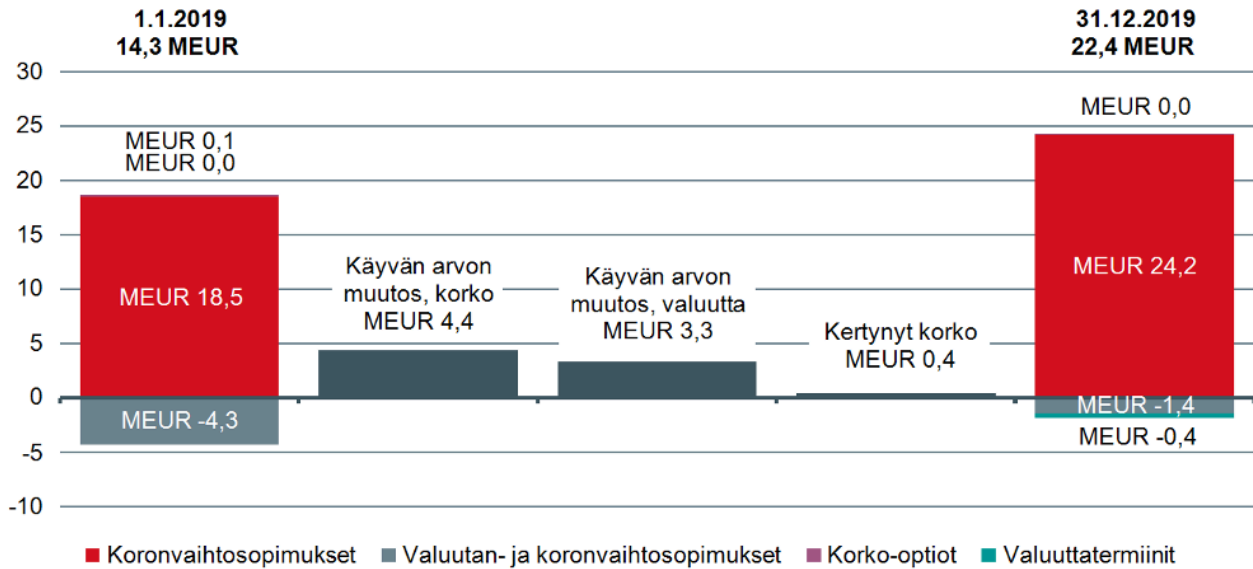 1.1.2019
14,3 MEUR
31.12.2019
22,4 MEUR
30
25
20
15
10
5
0
-5
-10
MEUR 0,1
MEUR 0,0
MEUR 18,5
MEUR -4,3
Käyvän arvon
muutos, korko
MEUR 4,4
Käyvän arvon
muutos, valuutta
MEUR 3,3
Kertynyt korko
MEUR 0,4
MEUR 0,0
MEUR 24,2
MEUR -1,4
MEUR -0,4
Koronvaihtosopimukset
Valuutan- ja koronvaihtosopimukset
Korko-optiot
Valuuttatermiinit